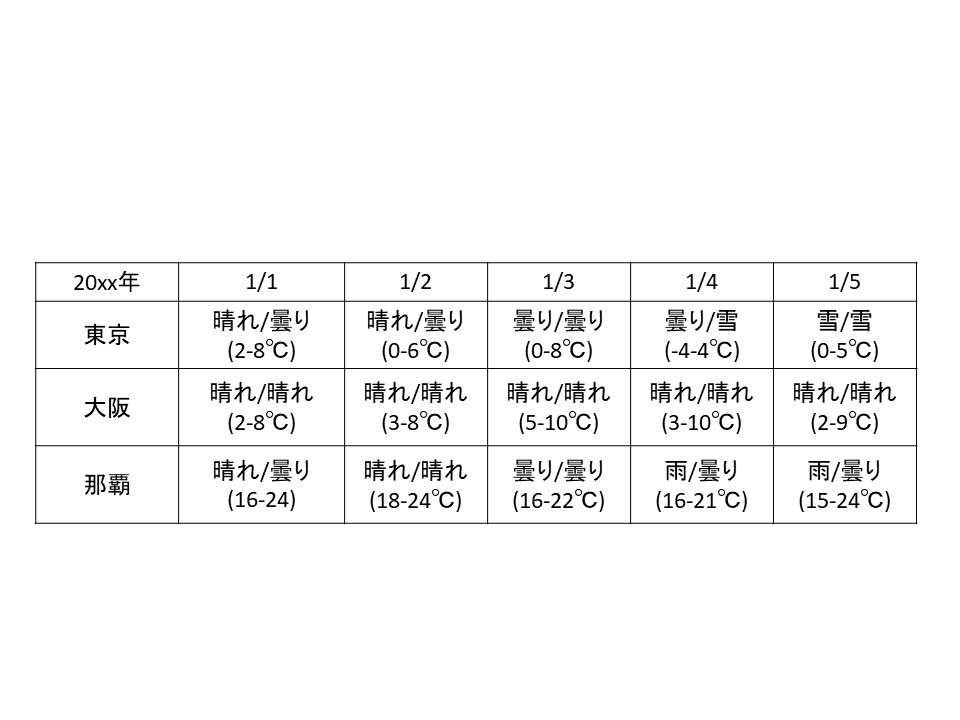 20xx年 1/1 1/2 1/3 1/4 1/5
東京 晴れ/曇り 晴れ/曇り 曇り/曇り 曇り/雪 雪/雪
(2-8℃) (0-6℃) (0-8℃) (-4-4℃) (0-5℃)
大阪 晴れ/晴れ 晴れ/晴れ 晴れ/晴れ 晴れ/晴れ 晴れ/晴れ
(2-8℃) (3-8℃) (5-10℃) (3-10℃) (2-9℃)
那覇 晴れ/曇り 晴れ/晴れ 曇り/曇り 雨/曇り 雨/曇り
(16-24) (18-24℃) (16-22℃) (16-21℃) (15-24℃)